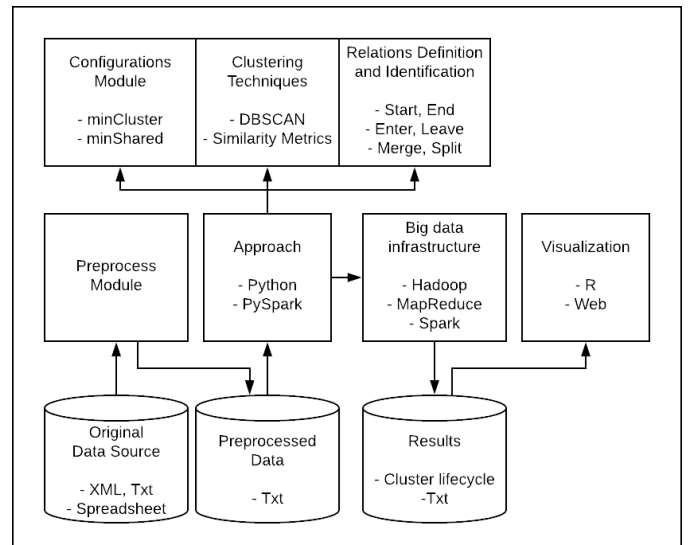 Configurations
Module
- minCluster
- minShared
Clustering
Techniques
- DBSCAN
- Similarity Metrics
Relations Definition
and Identification
- Start, End
- Enter, Leave
- Merge, Split
Preprocess
Module
Approach
- Python
- PySpark
Big data
infrastructure
- Hadoop
- MapReduce
- Spark
Visualization
- R
- Web
Original
Data Source
- XML, Txt
- Spreadsheet
Preprocessed
Data
- Txt
Results
- Cluster lifecycle
-Txt